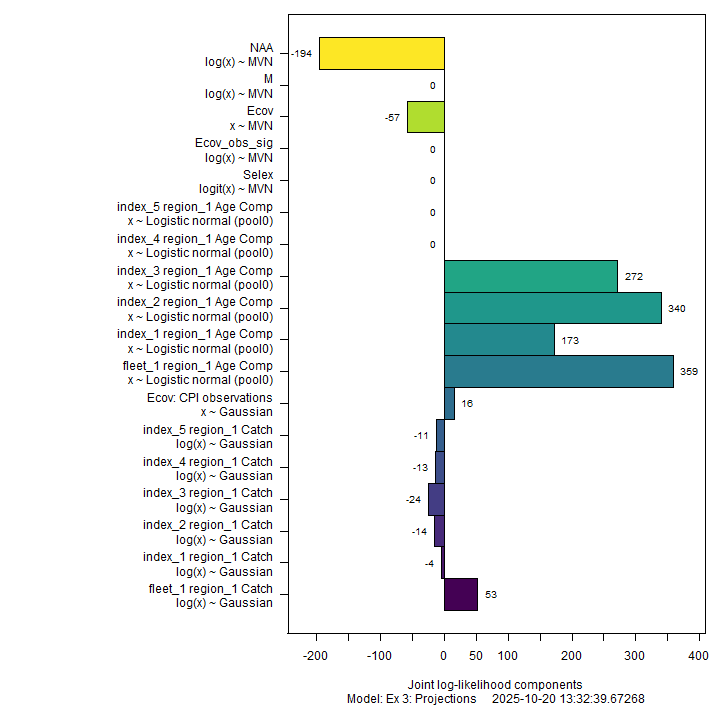 NAA
log(x) ~ MVN
-194
M
log(x) ~ MVN
0
Ecov
x ~ MVN
-57
Ecov_obs_sig
log(x) ~ MVN
0
Selex
logit(x) ~ MVN
0
index_5 region_1 Age Comp
x ~ Logistic normal (pool0)
0
index_4 region_1 Age Comp
x ~ Logistic normal (pool0)
0
index_3 region_1 Age Comp
x ~ Logistic normal (pool0)
272
index_2 region_1 Age Comp
x ~ Logistic normal (pool0)
340
index_1 region_1 Age Comp
x ~ Logistic normal (pool0)
173
fleet_1 region_1 Age Comp
x ~ Logistic normal (pool0)
359
Ecov: CPI observations
x ~ Gaussian
16
index_5 region_1 Catch
log(x) ~ Gaussian
-11
index_4 region_1 Catch
log(x) ~ Gaussian
-13
index_3 region_1 Catch
log(x) ~ Gaussian
-24
index_2 region_1 Catch
log(x) ~ Gaussian
-14
index_1 region_1 Catch
log(x) ~ Gaussian
-4
fleet_1 region_1 Catch
log(x) ~ Gaussian
53
-200 -100 0 50 100 200 300 400
Joint log-likelihood components
Model: Ex 3: Projections 2025-10-20 13:32:39.67268